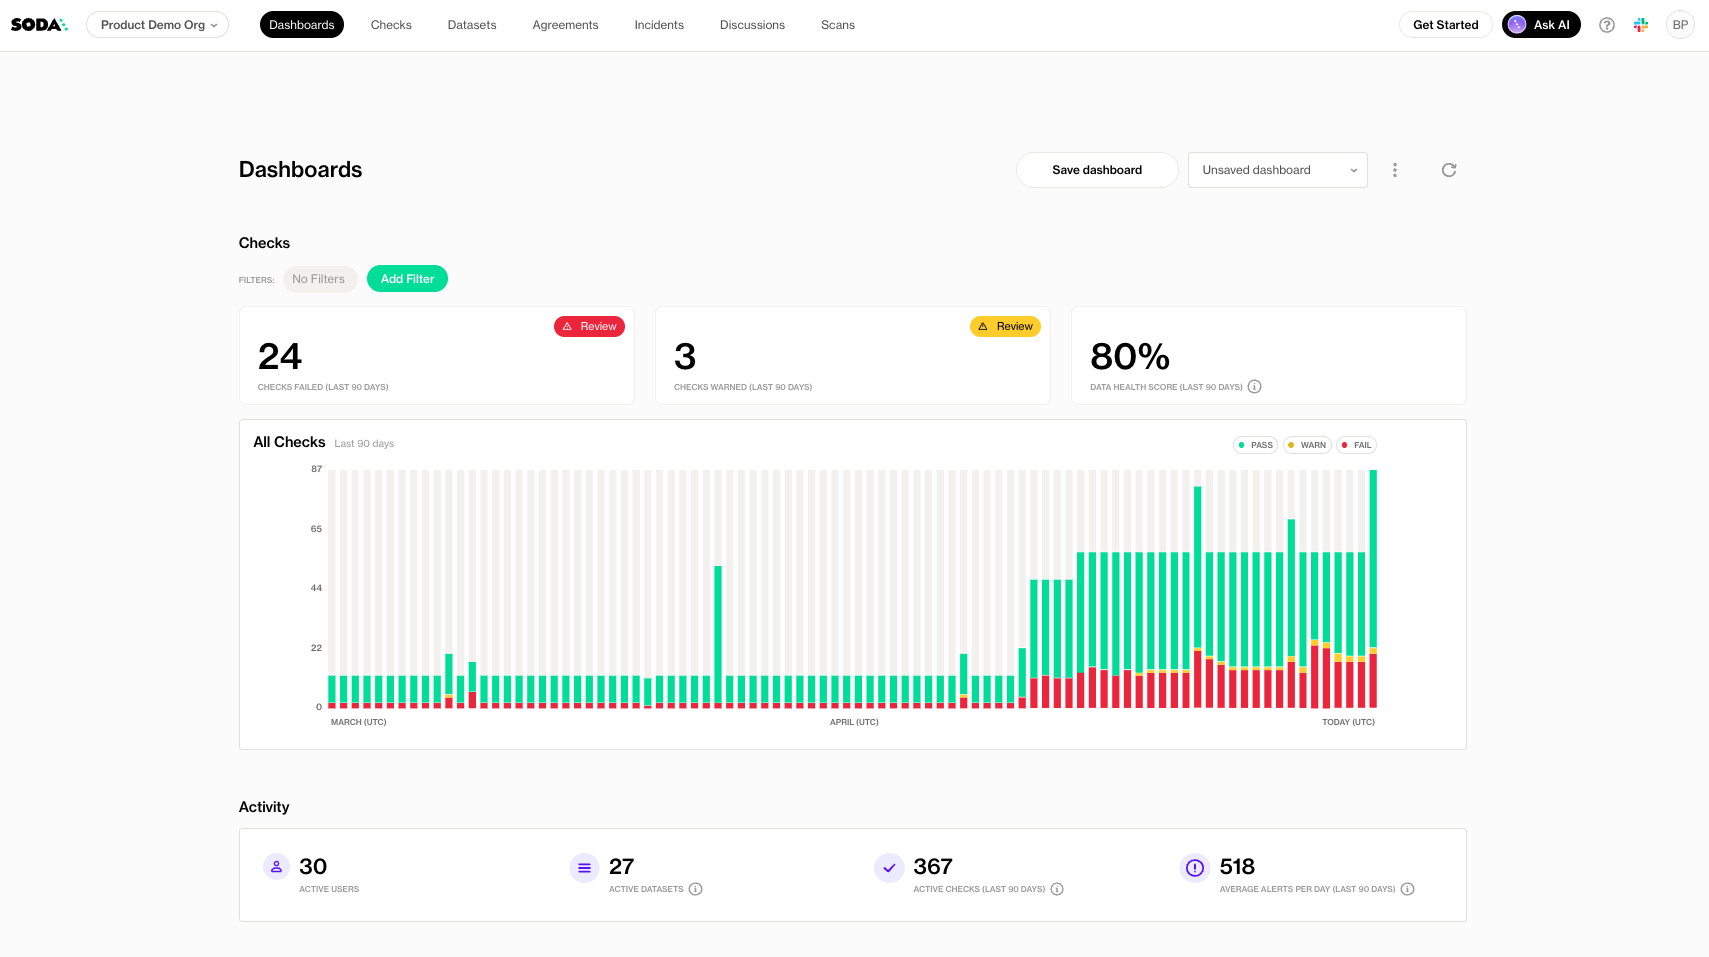 SODA Product Demo Org Dashboards Checks Datasets Agreements Incidents Discussions Scans Get Started Ask AI ? BP
Dashboards Save dashboard Unsaved dashboard
Checks
FILTERS: No Filters Add Filter
Review
24
CHECKS FAILED (LAST 90 DAYS)
Review
3
CHECKS WARNED (LAST 90 DAYS)
80%
DATA HEALTH SCORE (LAST 90 DAYS)
All Checks Last 90 days PASS WARN FAIL
87
65
44
22
0
MARCH (UTC) APRIL (UTC) TODAY (UTC)
Activity
30
ACTIVE USERS
27
ACTIVE DATASETS
367
ACTIVE CHECKS (LAST 90 DAYS)
518
AVERAGE ALERTS PER DAY (LAST 90 DAYS)